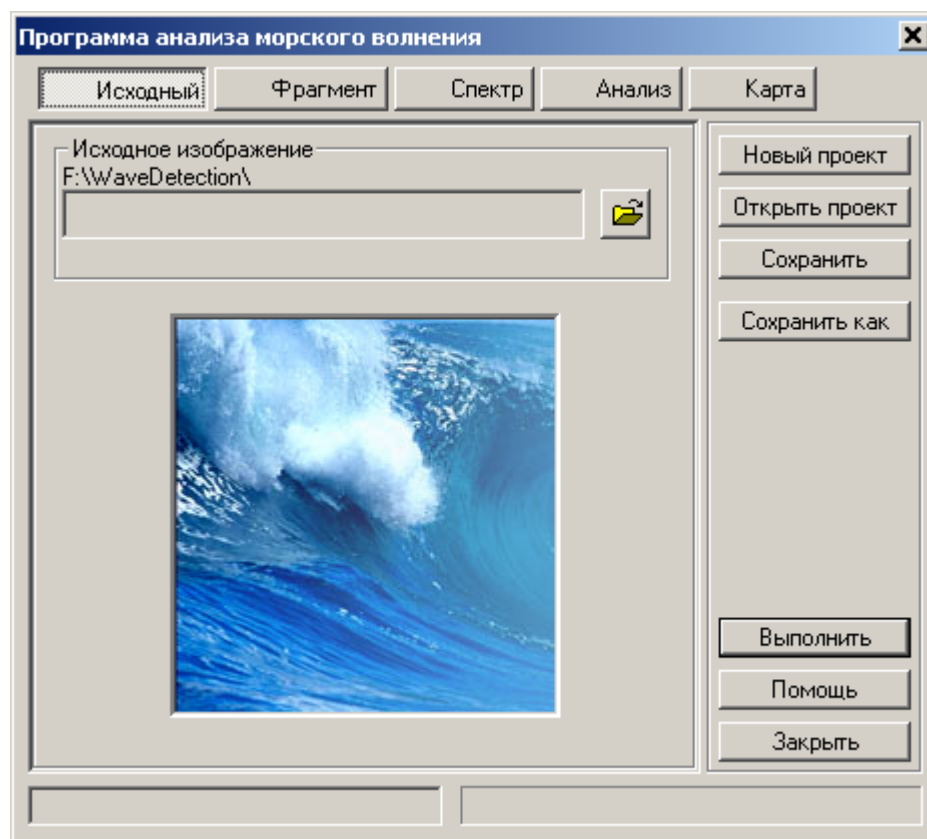 Программа анализа морского волнения
Исходный Фрагмент Спектр Анализ Карта
Исходное изображение
F:\WaveDetection\
Новый проект
Открыть проект
Сохранить
Сохранить как
Выполнить
Помощь
Закрыть